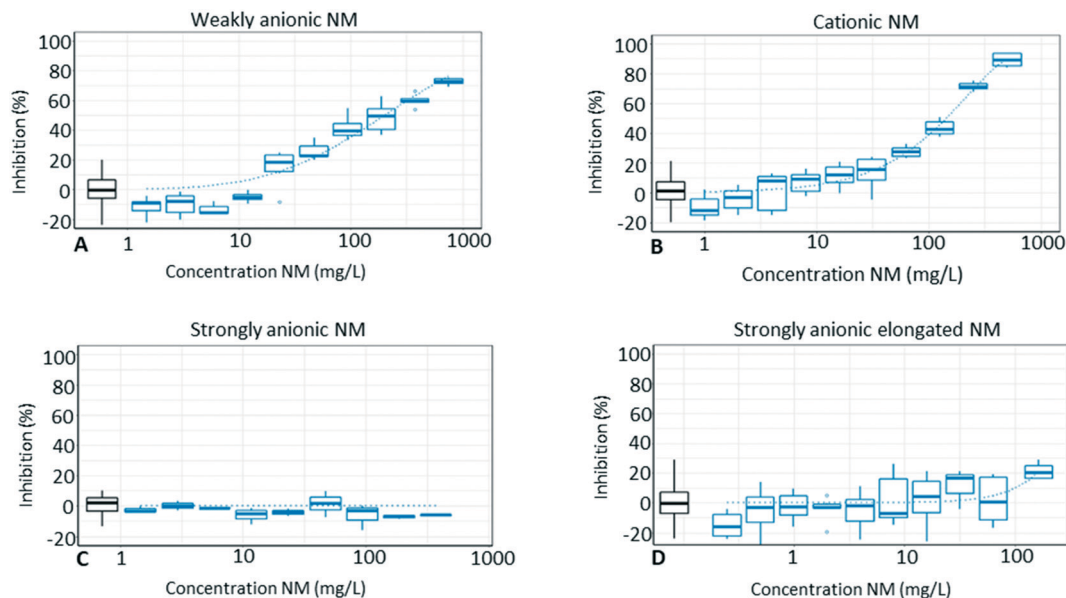 Weakly anionic NM
Inhibition (%)
100
80
60
40
20
0
-20
A
1
10
100
1000
Concentration NM (mg/L)
Cationic NM
Inhibition (%)
100
80
60
40
20
0
-20
B
1
10
100
1000
Concentration NM (mg/L)
Strongly anionic NM
Inhibition (%)
100
80
60
40
20
0
-20
C
1
10
100
1000
Concentration NM (mg/L)
Strongly anionic elongated NM
Inhibition (%)
100
80
60
40
20
0
-20
D
1
10
100
Concentration NM (mg/L)